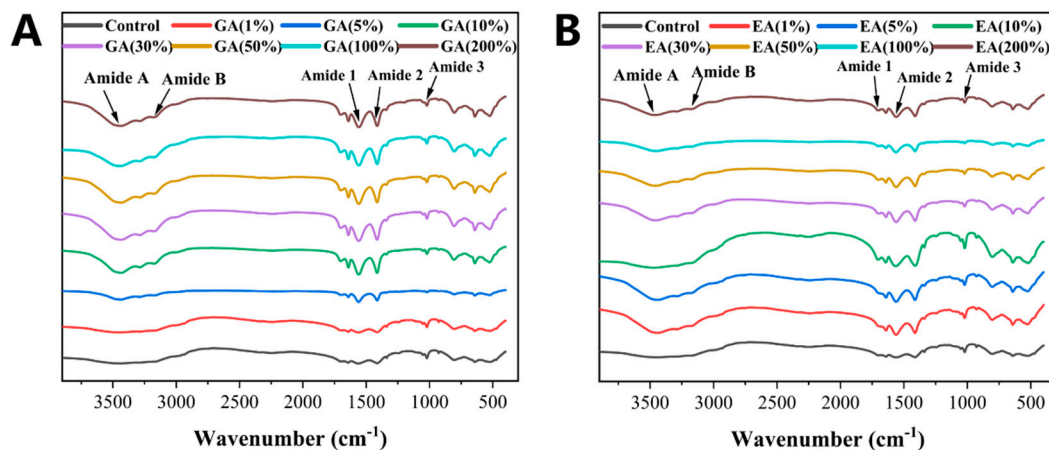 A
Control GA(1%) GA(5%) GA(10%)
GA(30%) GA(50%) GA(100%) GA(200%)
Amide A Amide B Amide 1 Amide 2 Amide 3
3500 3000 2500 2000 1500 1000 500
Wavenumber (cm⁻¹)
B
Control EA(1%) EA(5%) EA(10%)
EA(30%) EA(50%) EA(100%) EA(200%)
Amide A Amide B Amide 1 Amide 2 Amide 3
3500 3000 2500 2000 1500 1000 500
Wavenumber (cm⁻¹)